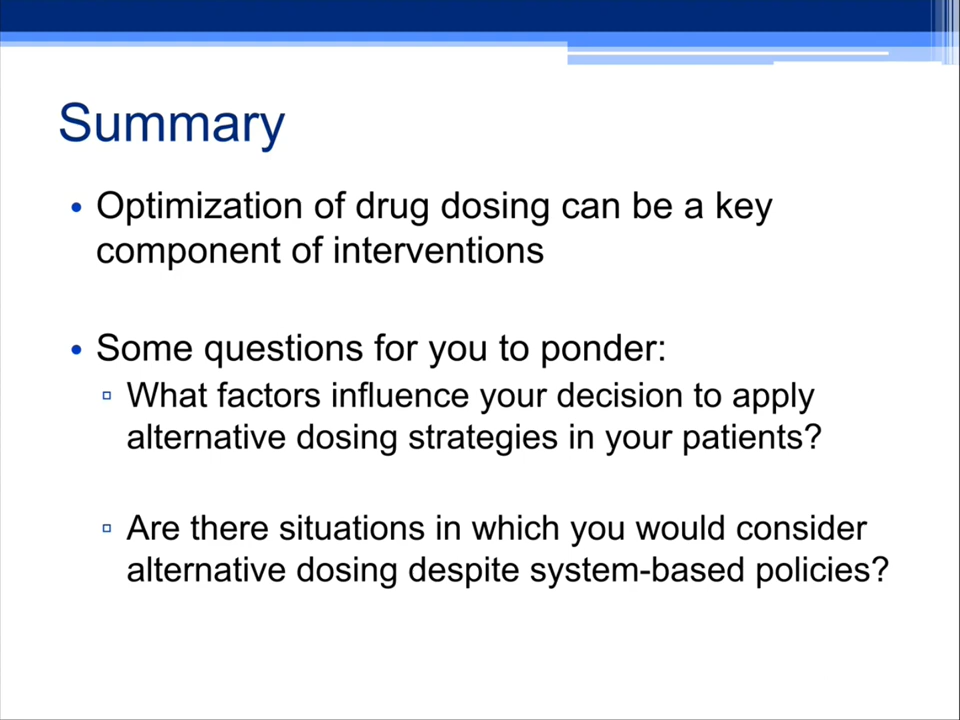 Summary
• Optimization of drug dosing can be a key
component of interventions
• Some questions for you to ponder:
▫ What factors influence your decision to apply
alternative dosing strategies in your patients?
▫ Are there situations in which you would consider
alternative dosing despite system-based policies?